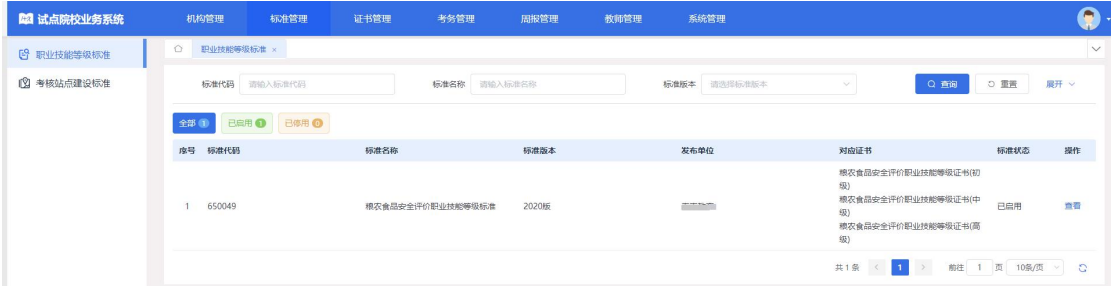 试点院校业务系统 机构管理 标准管理 证书管理 考务管理 周报管理 教师管理 系统管理
职业技能等级标准
考核站点建设标准
职业技能等级标准 ×
标准代码 请输入标准代码 标准名称 请输入标准名称 标准版本 请选择标准版本 查询 重置 展开
全部 1 已启用 1 已停用 0
序号 标准代码 标准名称 标准版本 发布单位 对应证书 标准状态 操作
1 650049 粮农食品安全评价职业技能等级标准 2020版 粮农食品安全评价职业技能等级证书(初
级)
粮农食品安全评价职业技能等级证书(中
级)
粮农食品安全评价职业技能等级证书(高
级) 已启用 查看
共1条 < 1 > 前往 1 页 10条/页